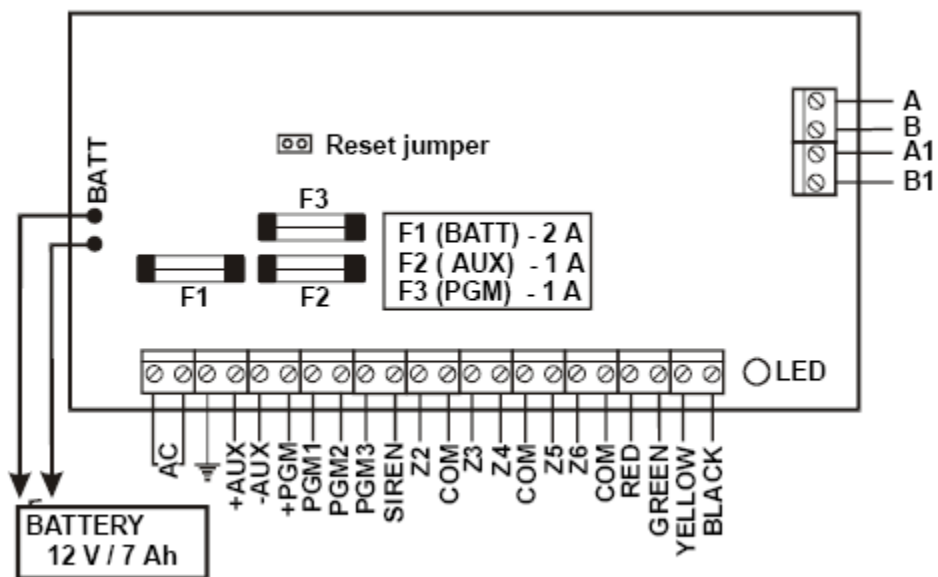 A
B
A1
B1
Reset jumper
BATT
F3
F1
F2
F1 (BATT) - 2 A
F2 ( AUX) - 1 A
F3 (PGM) - 1 A
LED
AC
+AUX
-AUX
+PGM
PGM1
PGM2
PGM3
SIREN
Z2
COM
Z3
Z4
COM
Z5
Z6
COM
RED
GREEN
YELLOW
BLACK
BATTERY
12 V / 7 Ah